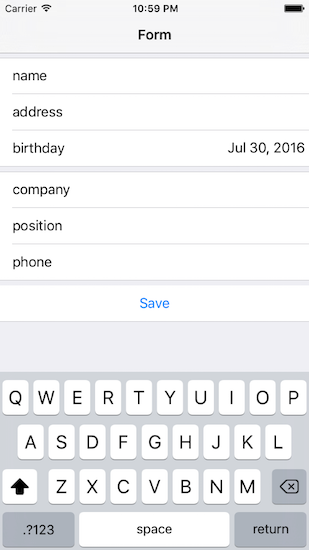 Carrier 10:59 PM
Form
name
address
birthday Jul 30, 2016
company
position
phone
Save
Q W E R T Y U I O P
A S D F G H J K L
Z X C V B N M
.?123 space return